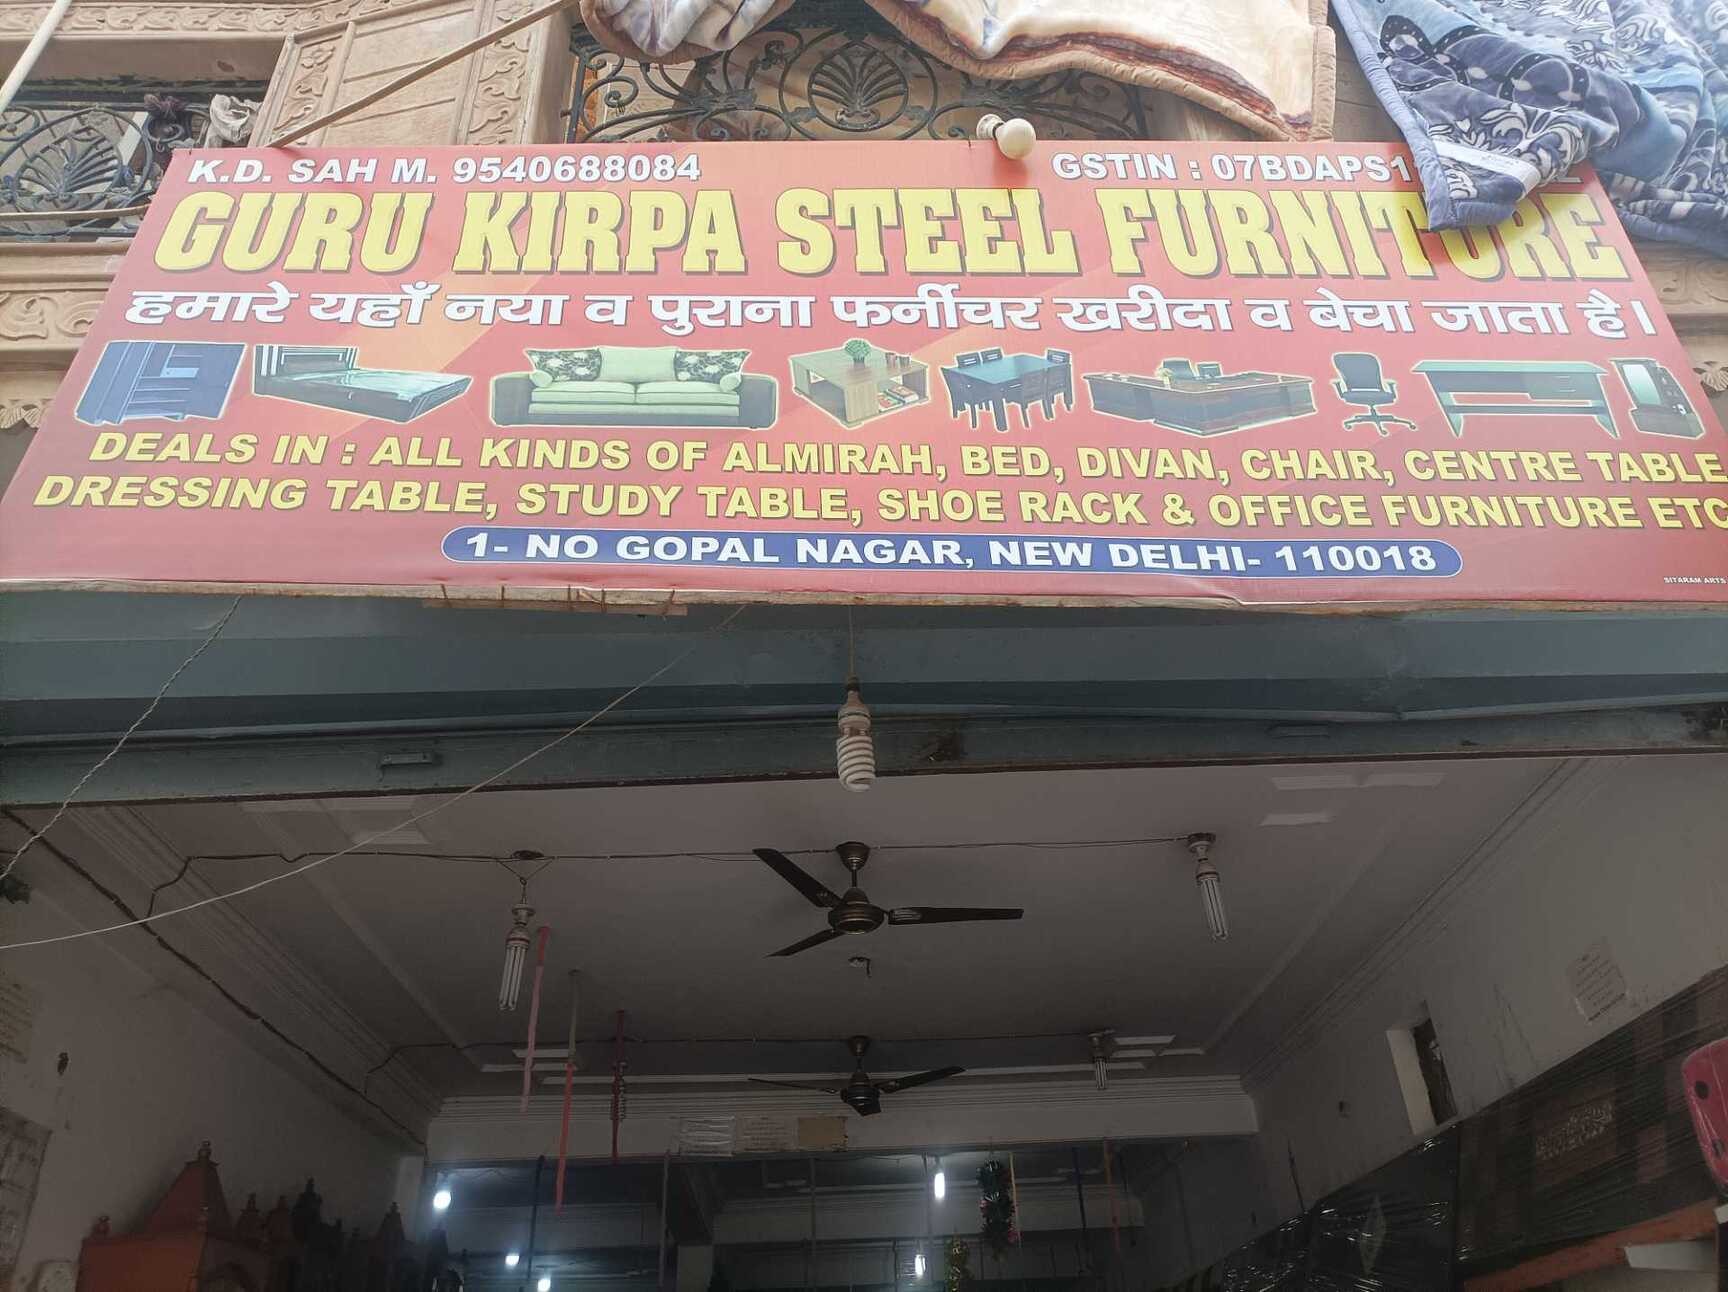 K.D. SAH M. 9540688084
GSTIN :
GURU KIRPA STEEL FURNITURE
हमारे यहाँ नया व पुराना फर्नीचर खरीदा व बेचा जाता है।
DEALS IN : ALL KINDS OF ALMIRAH, BED, DIVAN, CHAIR, CENTRE TABLE
DRESSING TABLE, STUDY TABLE, SHOE RACK & OFFICE FURNITURE ETC
1- NO GOPAL NAGAR, NEW DELHI- 110018
SITARAM ARTS